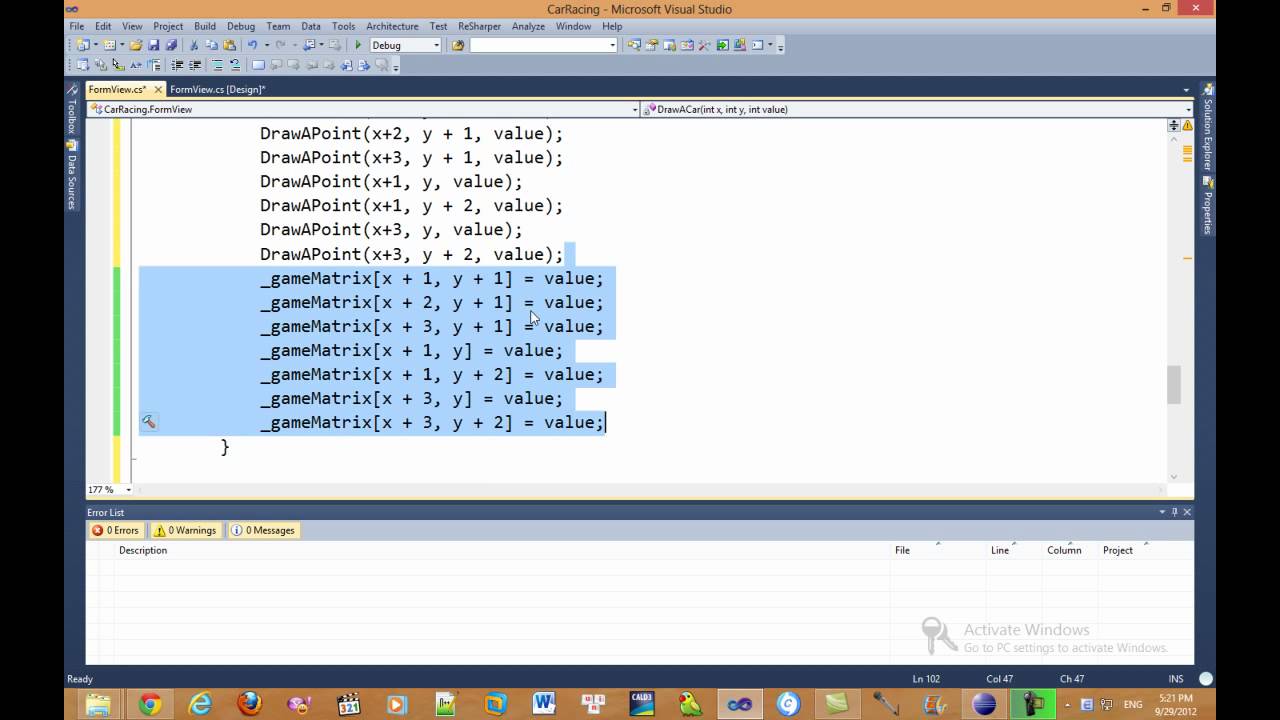 CarRacing - Microsoft Visual Studio
File Edit View Project Build Debug Team Data Tools Architecture Test ReSharper Analyze Window Help
Debug
FormView.cs* FormView.cs [Design]*
CarRacing.FormView DrawACar(int x, int y, int value)
Toolbox
Data Sources
Solution Explorer
Properties
DrawAPoint(x+2, y + 1, value);
DrawAPoint(x+3, y + 1, value);
DrawAPoint(x+1, y, value);
DrawAPoint(x+1, y + 2, value);
DrawAPoint(x+3, y, value);
DrawAPoint(x+3, y + 2, value);
_gameMatrix[x + 1, y + 1] = value;
_gameMatrix[x + 2, y + 1] = value;
_gameMatrix[x + 3, y + 1] = value;
_gameMatrix[x + 1, y] = value;
_gameMatrix[x + 1, y + 2] = value;
_gameMatrix[x + 3, y] = value;
_gameMatrix[x + 3, y + 2] = value;
}
177 %
Error List
0 Errors 0 Warnings 0 Messages
Description File Line Column Project
Activate Windows
Go to PC settings to activate Windows.
Ready Ln 102 Col 47 Ch 47 INS
321
CALD3
ENG
5:21 PM
9/29/2012